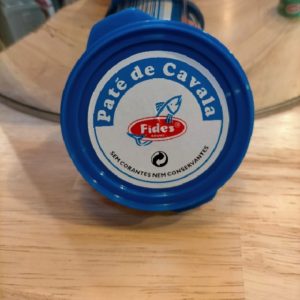 Paté de Cavala
Fides
SEM CORANTES NEM CONSERVANTES